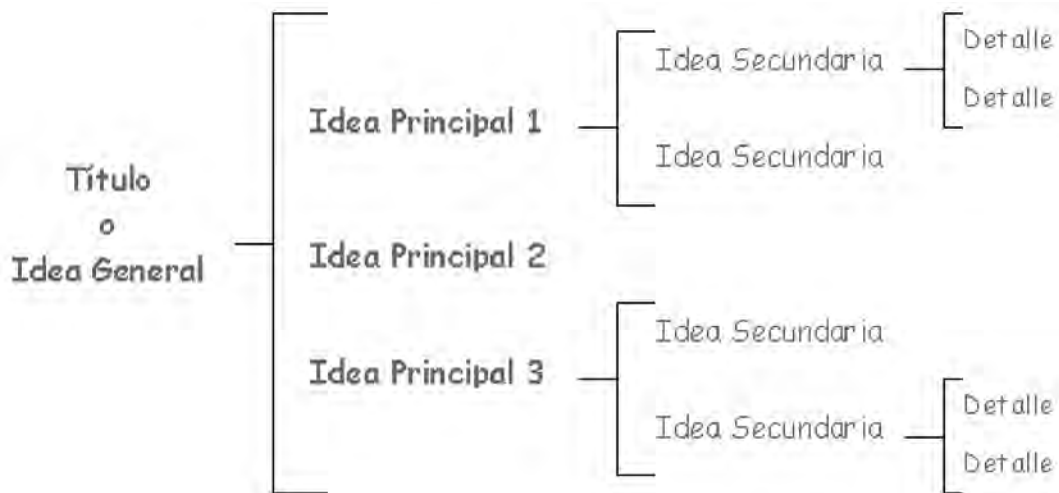 Título
o
Idea General
Idea Principal 1
Idea Secundaria
Detalle
Detalle
Idea Secundaria
Idea Principal 2
Idea Principal 3
Idea Secundaria
Idea Secundaria
Detalle
Detalle